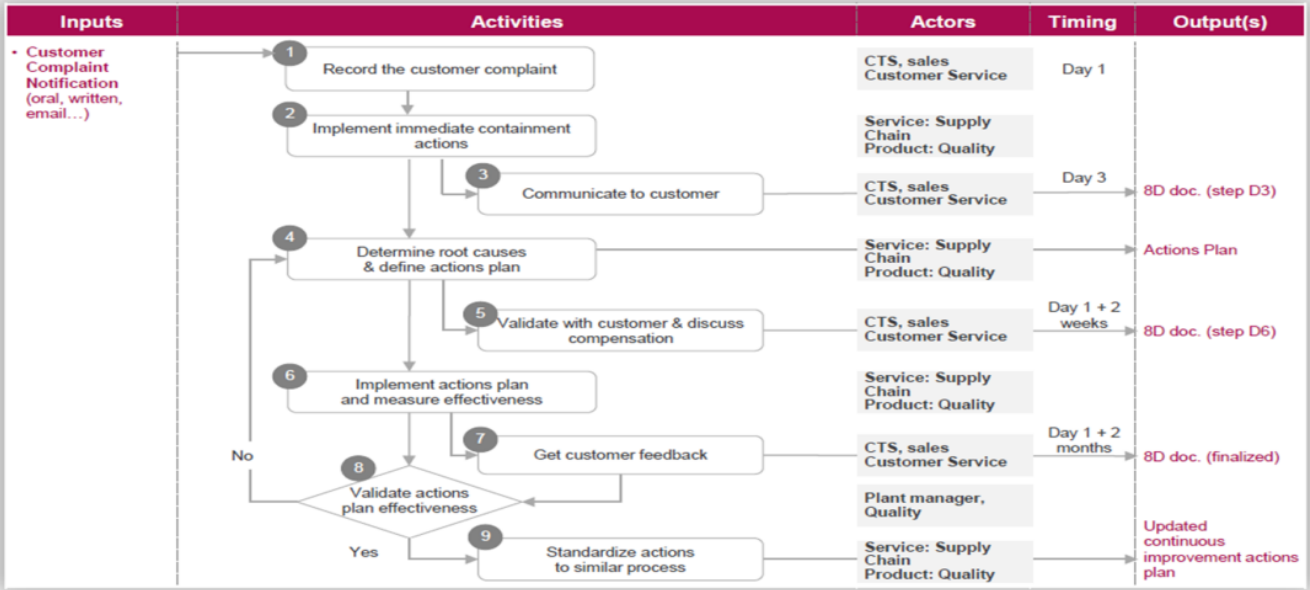 Inputs
Activities
Actors
Timing
Output(s)
• Customer
Complaint
Notification
(oral, written,
email…)
1
Record the customer complaint
CTS, sales
Customer Service
Day 1
2
Implement immediate containment
actions
Service: Supply
Chain
Product: Quality
3
Communicate to customer
CTS, sales
Customer Service
Day 3
8D doc. (step D3)
4
Determine root causes
& define actions plan
Service: Supply
Chain
Product: Quality
Actions Plan
5
Validate with customer & discuss
compensation
CTS, sales
Customer Service
Day 1 + 2
weeks
8D doc. (step D6)
6
Implement actions plan
and measure effectiveness
Service: Supply
Chain
Product: Quality
7
Get customer feedback
CTS, sales
Customer Service
Day 1 + 2
months
8D doc. (finalized)
No
8
Validate actions
plan effectiveness
Plant manager,
Quality
Yes
9
Standardize actions
to similar process
Service: Supply
Chain
Product: Quality
Updated
continuous
improvement actions
plan